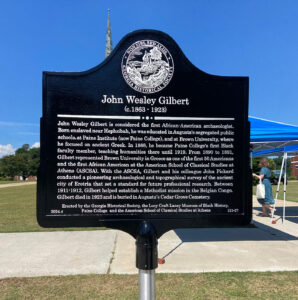 John Wesley Gilbert
(c.1863 - 1923)
John Wesley Gilbert is considered the first African-American archaeologist.
Born enslaved near Hephzibah, he was educated in Augusta's segregated public
schools, at Paine Institute (now Paine College), and at Brown University, where
he focused on ancient Greek. In 1888, he became Paine College's first Black
faculty member, teaching humanities there until 1919. From 1890 to 1891,
Gilbert represented Brown University in Greece as one of the first 50 Americans
and the first African American at the American School of Classical Studies at
Athens (ASCSA). With the ASCSA, Gilbert and his colleague John Pickard
conducted a pioneering archaeological and topographical survey of the ancient
city of Eretria that set a standard for future professional research. Between
1911-1912, Gilbert helped establish a Methodist mission in the Belgian Congo.
Gilbert died in 1923 and is buried in Augusta's Cedar Grove Cemetery.
Erected by the Georgia Historical Society, the Lucy Craft Laney Museum of Black History,
Paine College and the American School of Classical Studies at Athens